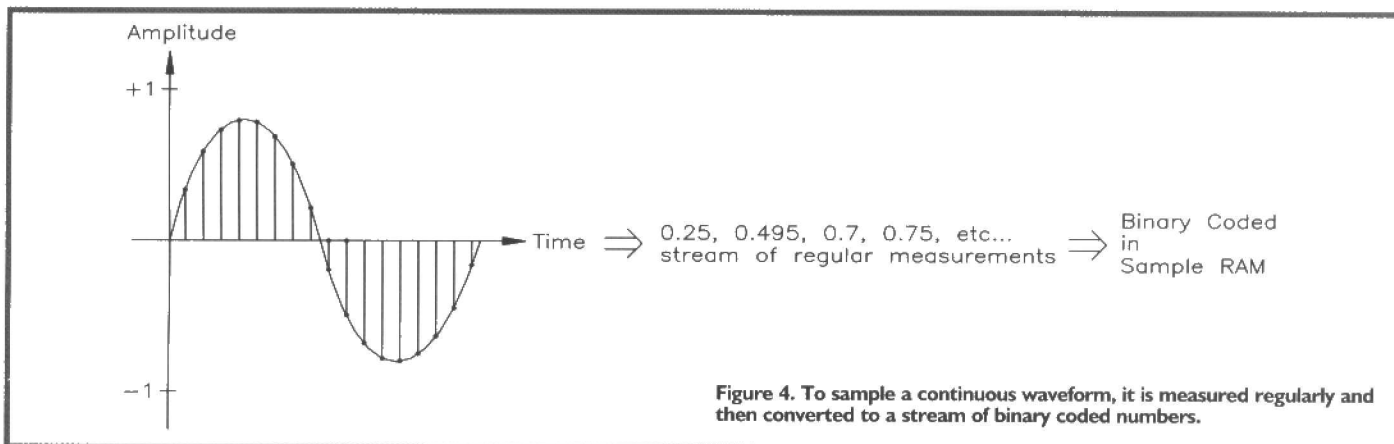 Amplitude
+1
Time
0.25, 0.495, 0.7, 0.75, etc...
stream of regular measurements
Binary Coded
in
Sample RAM
−1
Figure 4. To sample a continuous waveform, it is measured regularly and
then converted to a stream of binary coded numbers.